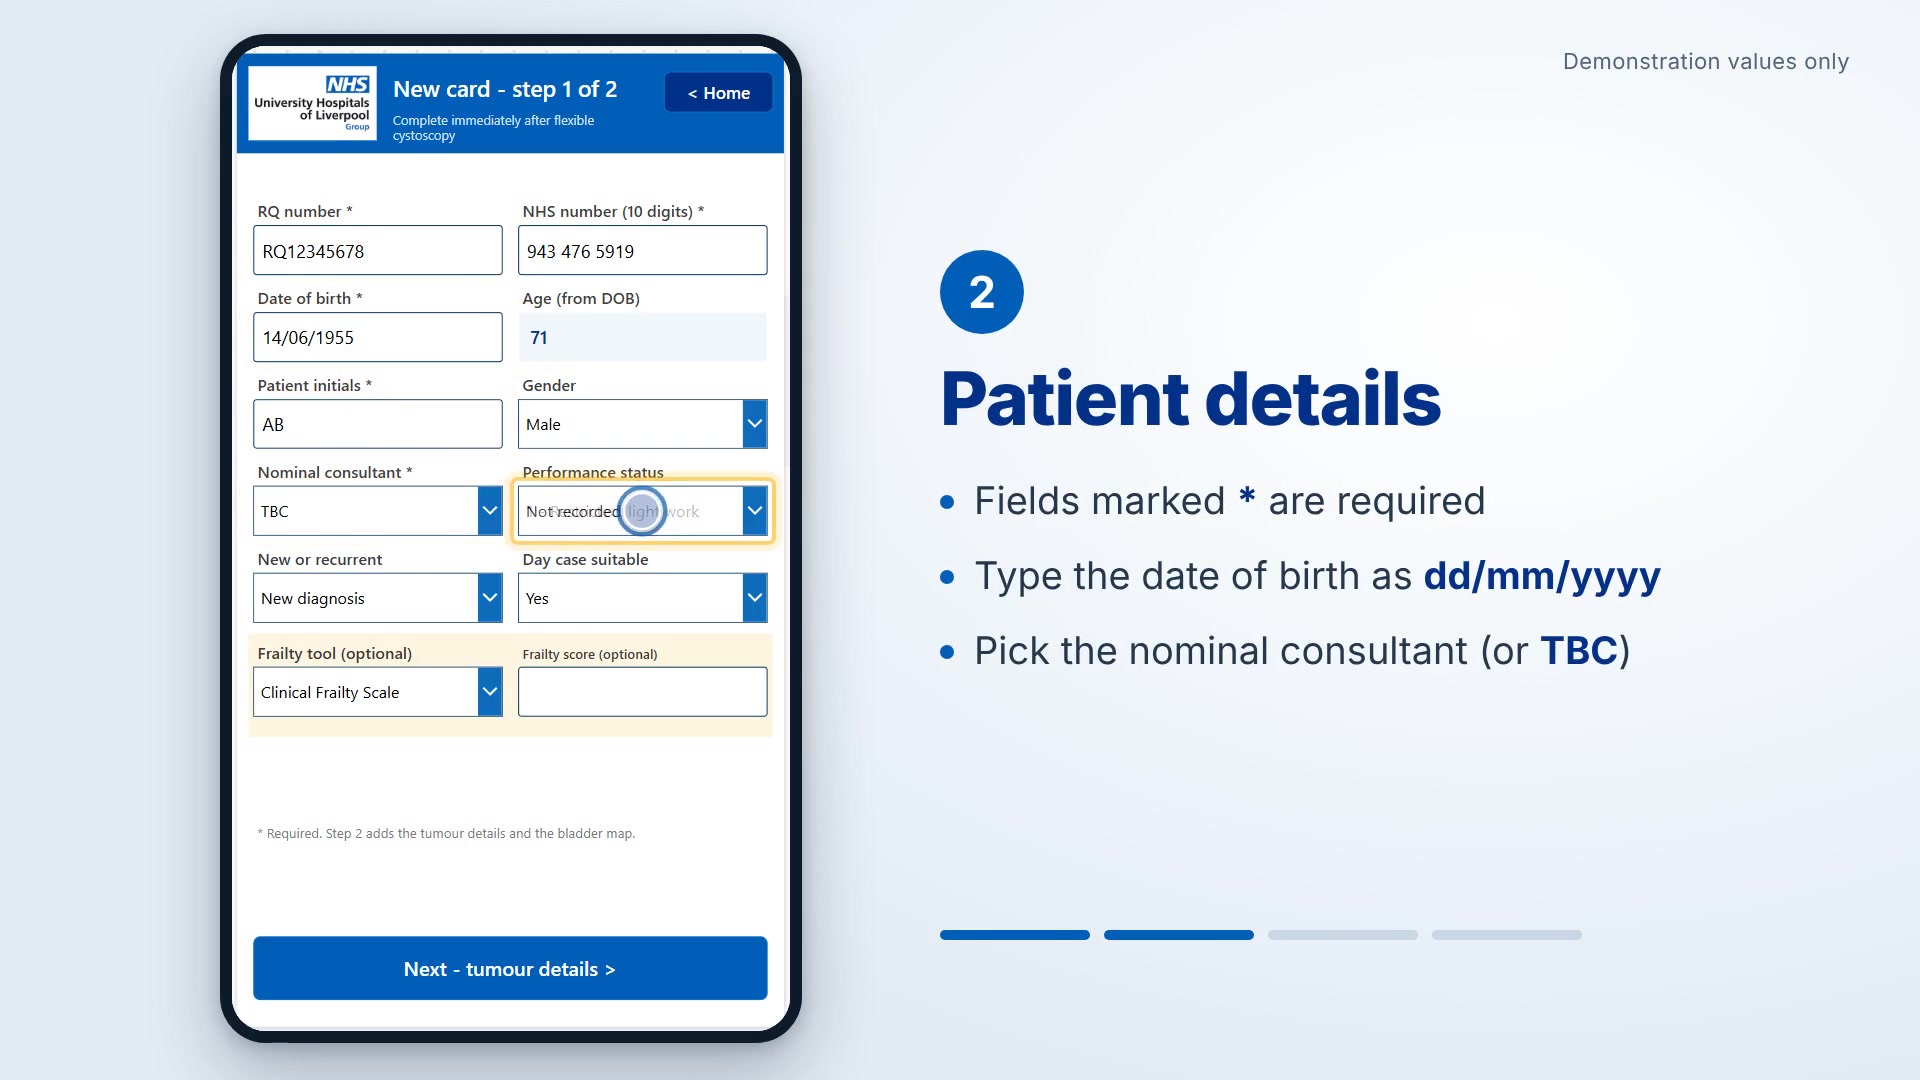 Demonstration values only
NHS
University Hospitals
of Liverpool
Group
New card - step 1 of 2
Complete immediately after flexible
cystoscopy
< Home
RQ number *
NHS number (10 digits) *
RQ12345678
943 476 5919
Date of birth *
Age (from DOB)
14/06/1955
71
Patient initials *
Gender
AB
Male
Nominal consultant *
Performance status
TBC
Not recorded light work
New or recurrent
Day case suitable
New diagnosis
Yes
Frailty tool (optional)
Frailty score (optional)
Clinical Frailty Scale
* Required. Step 2 adds the tumour details and the bladder map.
Next - tumour details >
2
Patient details
• Fields marked * are required
• Type the date of birth as dd/mm/yyyy
• Pick the nominal consultant (or TBC)